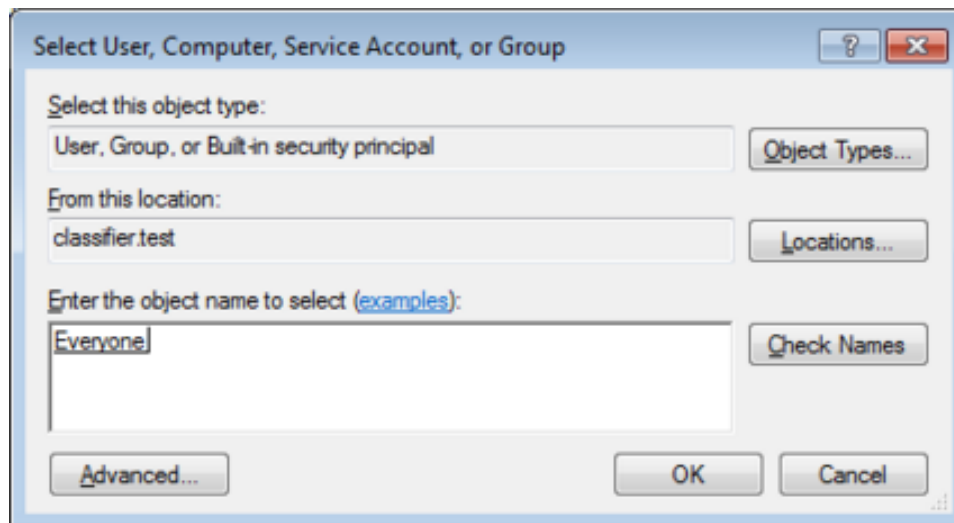 Select User, Computer, Service Account, or Group
Select this object type:
User, Group, or Built-in security principal
Object Types...
From this location:
classifier.test
Locations...
Enter the object name to select (examples):
Everyone
Check Names
Advanced...
OK
Cancel